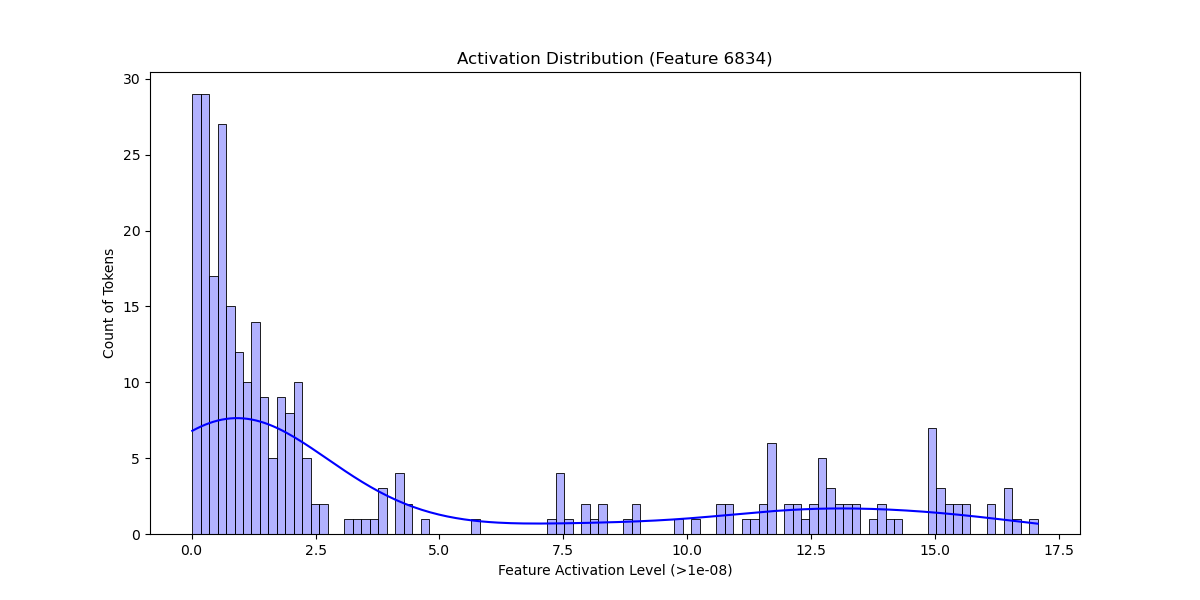 Activation Distribution (Feature 6834)
30
25
20
15
10
5
0
Count of Tokens
0.0 2.5 5.0 7.5 10.0 12.5 15.0 17.5
Feature Activation Level (>1e-08)